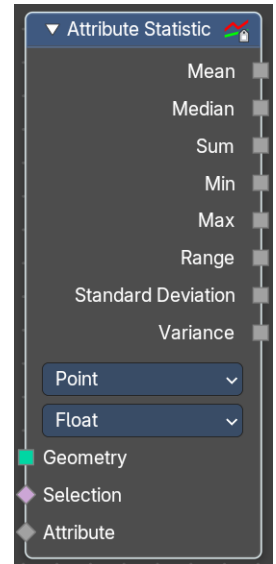 Attribute Statistic
Mean
Median
Sum
Min
Max
Range
Standard Deviation
Variance
Point
Float
Geometry
Selection
Attribute